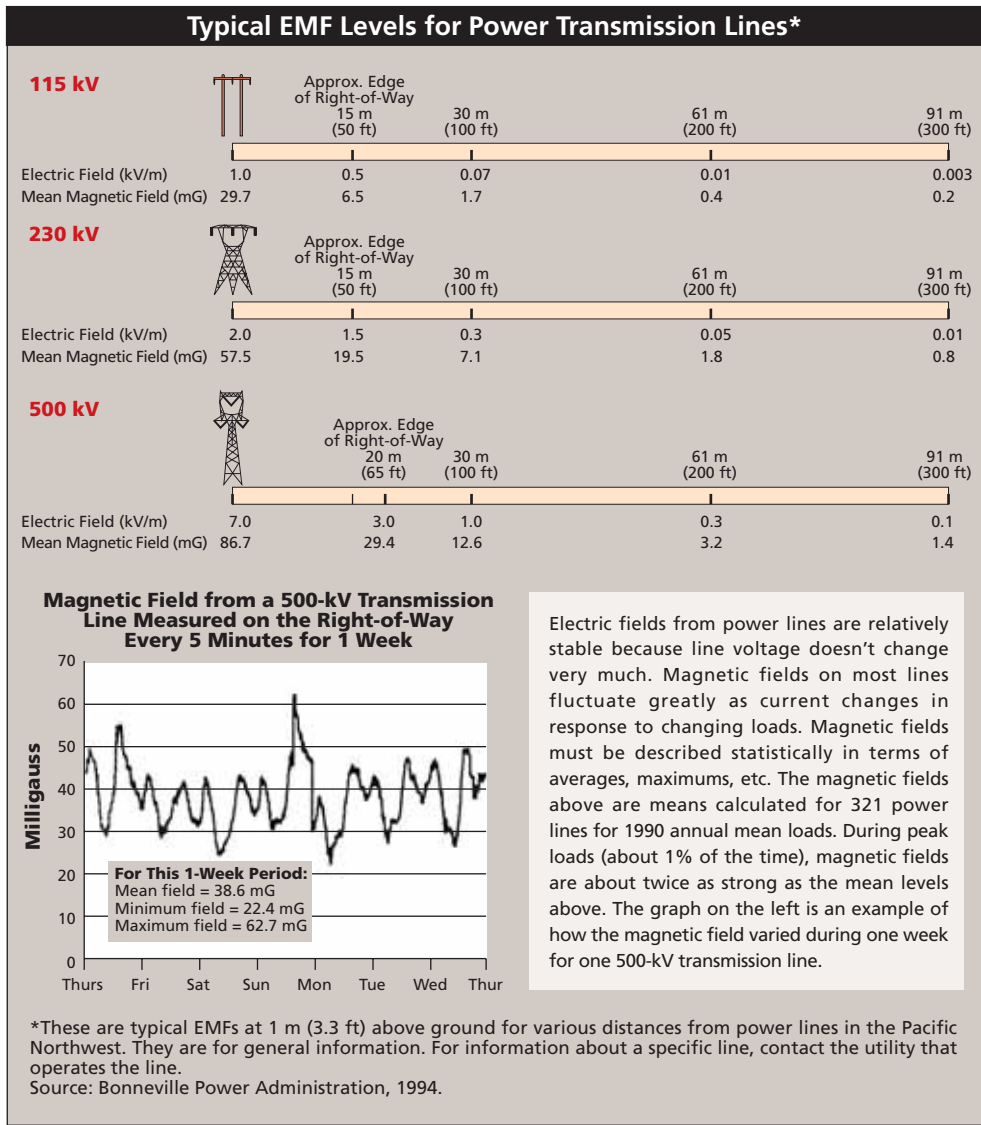 Typical EMF Levels for Power Transmission Lines*
115 kV
Approx. Edge
of Right-of-Way
15 m 30 m 61 m 91 m
(50 ft) (100 ft) (200 ft) (300 ft)
Electric Field (kV/m) 1.0 0.5 0.07 0.01 0.003
Mean Magnetic Field (mG) 29.7 6.5 1.7 0.4 0.2
230 kV
Approx. Edge
of Right-of-Way
15 m 30 m 61 m 91 m
(50 ft) (100 ft) (200 ft) (300 ft)
Electric Field (kV/m) 2.0 1.5 0.3 0.05 0.01
Mean Magnetic Field (mG) 57.5 19.5 7.1 1.8 0.8
500 kV
Approx. Edge
of Right-of-Way
20 m 30 m 61 m 91 m
(65 ft) (100 ft) (200 ft) (300 ft)
Electric Field (kV/m) 7.0 3.0 1.0 0.3 0.1
Mean Magnetic Field (mG) 86.7 29.4 12.6 3.2 1.4
Magnetic Field from a 500-kV Transmission
Line Measured on the Right-of-Way
Every 5 Minutes for 1 Week
Milligauss
70
60
50
40
30
20
10
0
For This 1-Week Period:
Mean field = 38.6 mG
Minimum field = 22.4 mG
Maximum field = 62.7 mG
Thurs Fri Sat Sun Mon Tue Wed Thur
Electric fields from power lines are relatively
stable because line voltage doesn’t change
very much. Magnetic fields on most lines
fluctuate greatly as current changes in
response to changing loads. Magnetic fields
must be described statistically in terms of
averages, maximums, etc. The magnetic fields
above are means calculated for 321 power
lines for 1990 annual mean loads. During peak
loads (about 1% of the time), magnetic fields
are about twice as strong as the mean levels
above. The graph on the left is an example of
how the magnetic field varied during one week
for one 500-kV transmission line.
*These are typical EMFs at 1 m (3.3 ft) above ground for various distances from power lines in the Pacific
Northwest. They are for general information. For information about a specific line, contact the utility that
operates the line.
Source: Bonneville Power Administration, 1994.